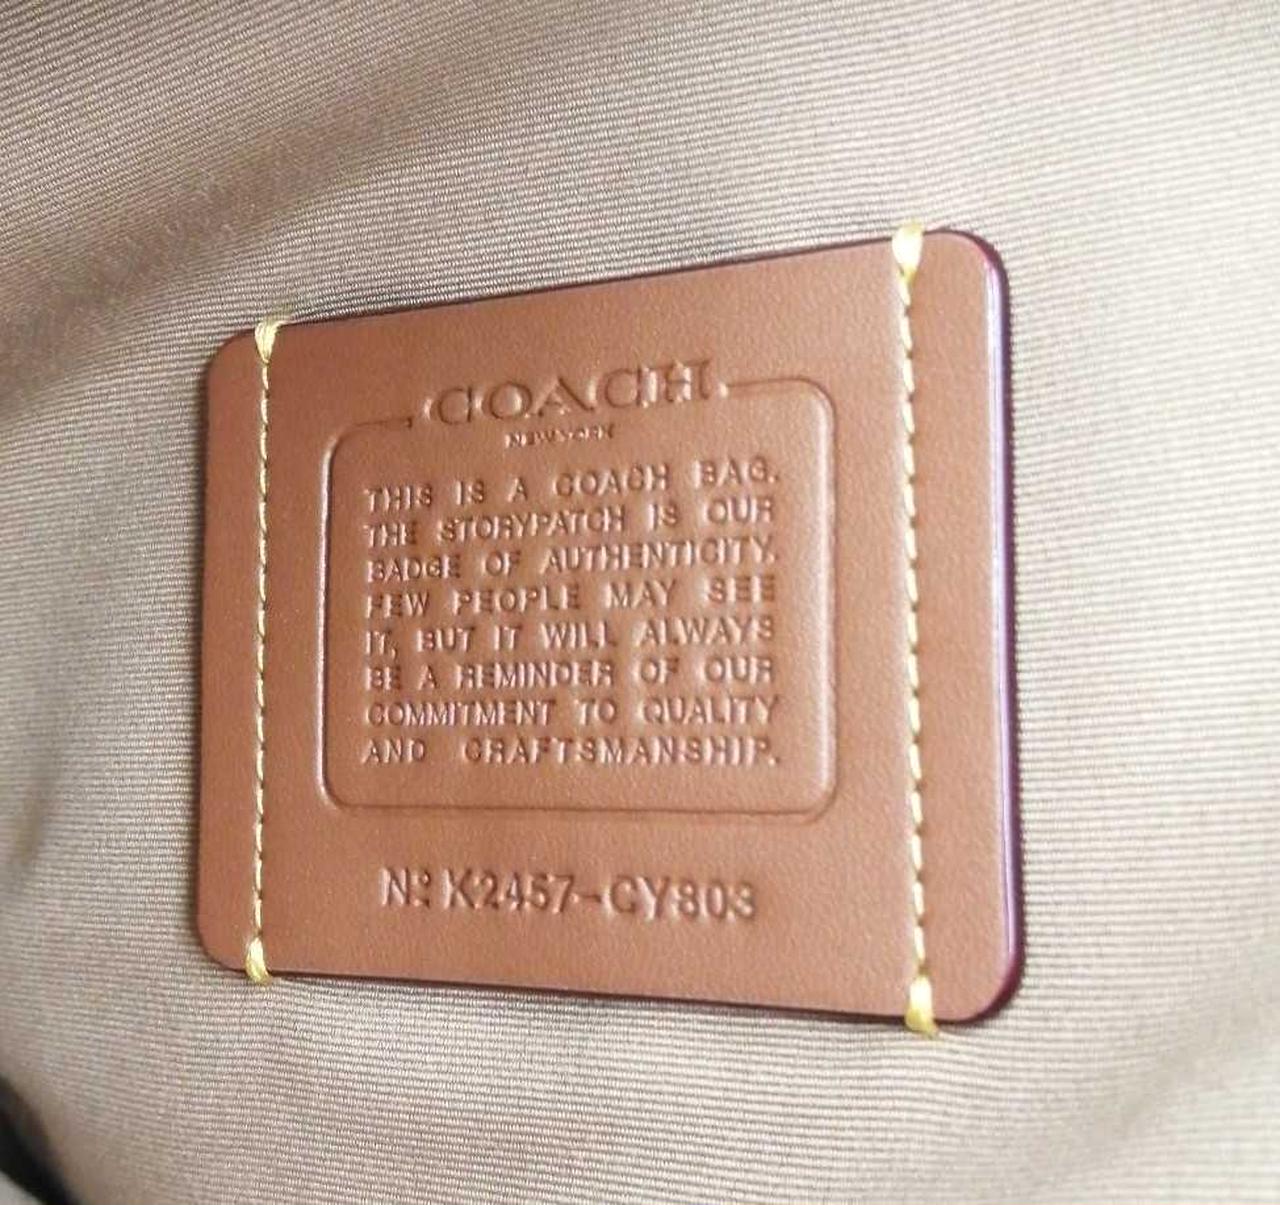 COACH
NEW YORK
THIS IS A COACH BAG.
THE STORYPATCH IS OUR
BADGE OF AUTHENTICITY.
FEW PEOPLE MAY SEE
IT, BUT IT WILL ALWAYS
BE A REMINDER OF OUR
COMMITMENT TO QUALITY
AND CRAFTSMANSHIP.
Nº K2457-CY803